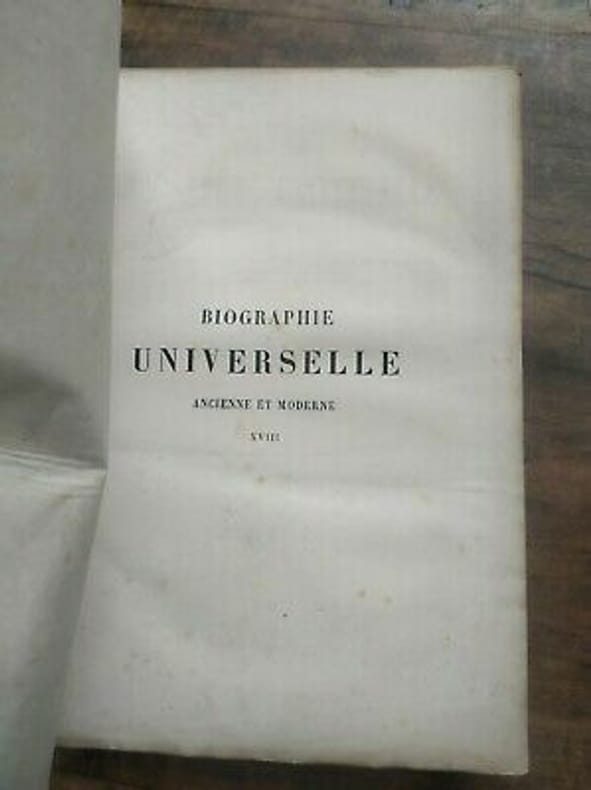 BIOGRAPHIE
UNIVERSELLE
ANCIENNE ET MODERNE
XVIII